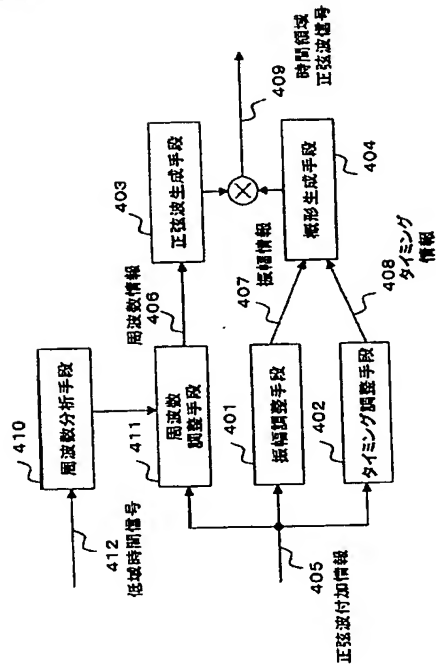 410
周波数分析手段
412
低域時間信号
411
周波数
調整手段
周波数情報
406
403
正弦波生成手段
409
時間領域
正弦波信号
401
振幅調整手段
407
振幅情報
概形生成手段
404
402
タイミング調整手段
408
タイミング
情報
405
正弦波付加情報